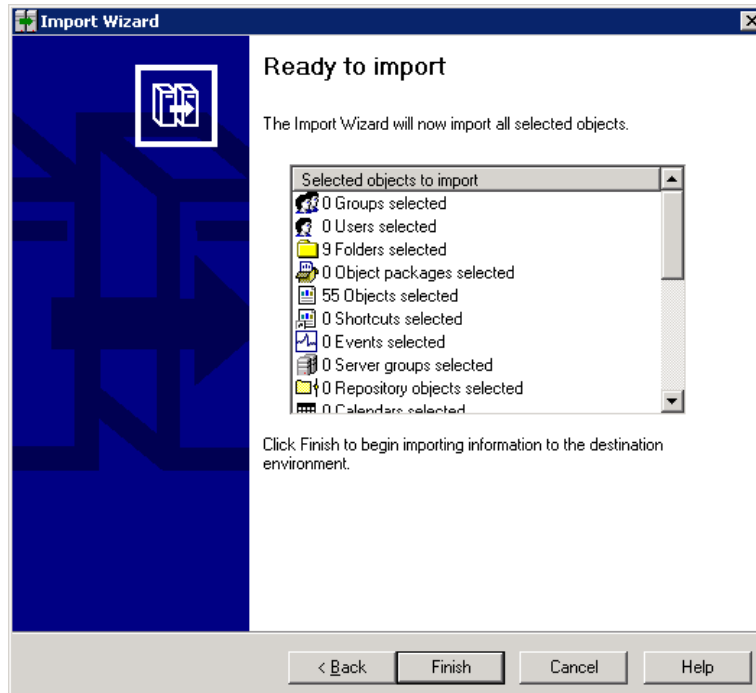 Import Wizard
Ready to import
The Import Wizard will now import all selected objects.
Selected objects to import
0 Groups selected
0 Users selected
9 Folders selected
0 Object packages selected
55 Objects selected
0 Shortcuts selected
0 Events selected
0 Server groups selected
0 Repository objects selected
0 Calendars selected
Click Finish to begin importing information to the destination
environment.
< Back
Finish
Cancel
Help